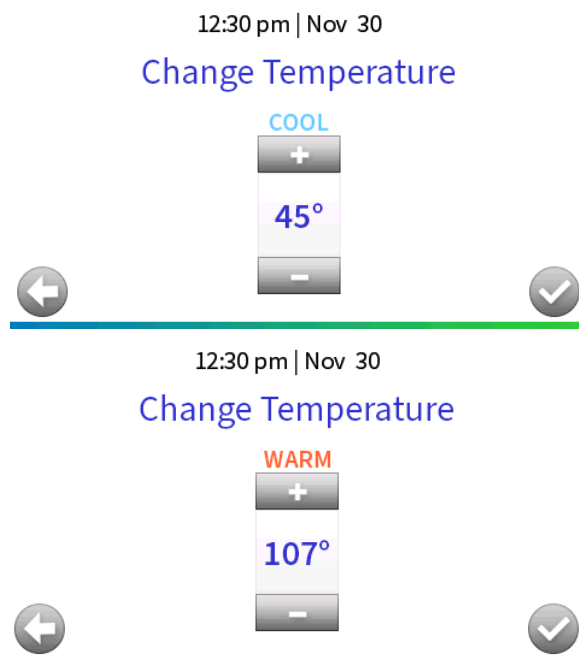 12:30 pm | Nov 30
Change Temperature
COOL
+
45°
−
12:30 pm | Nov 30
Change Temperature
WARM
+
107°
−